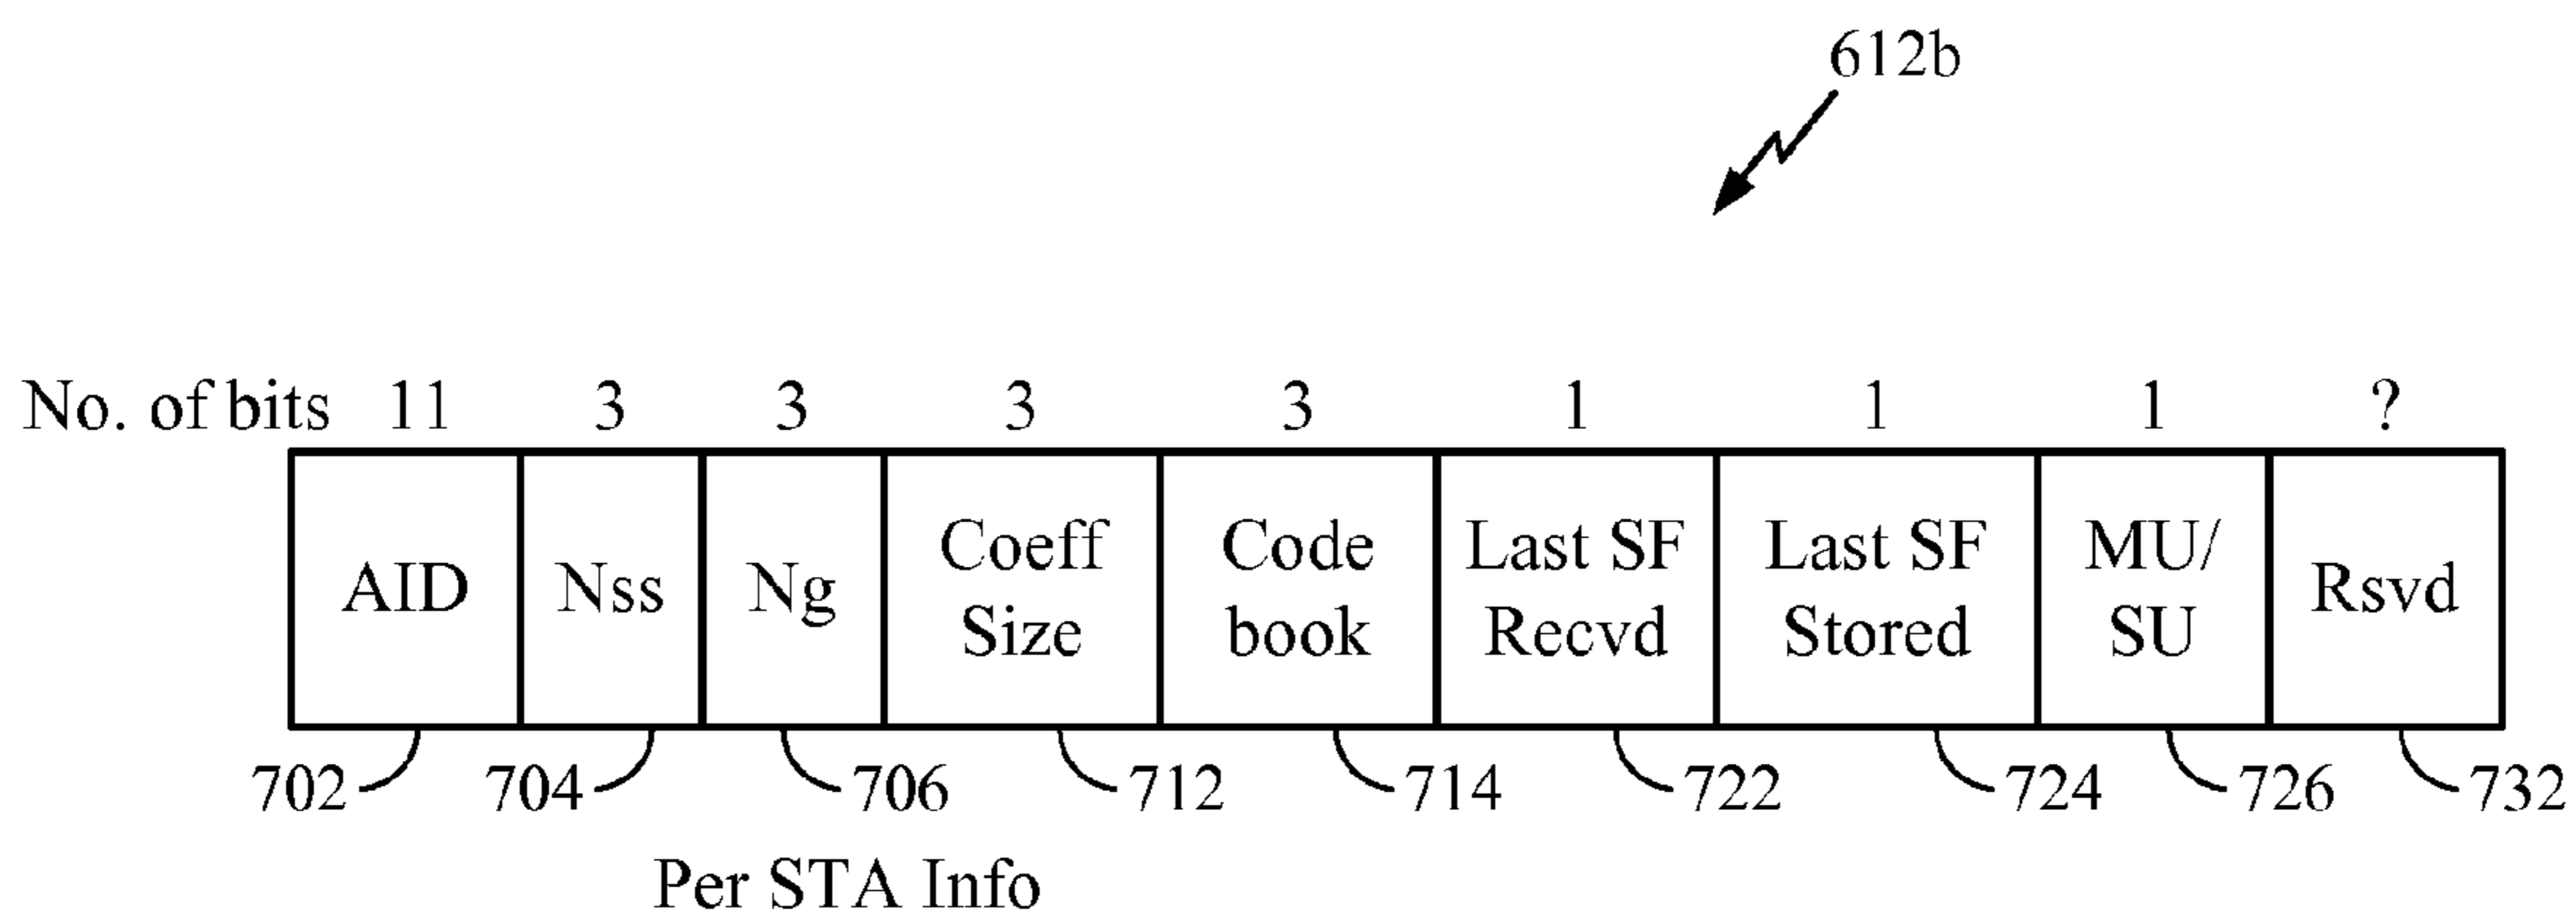 612b
No. of bits 11 3 3 3 3 1 1 1 ?
AID Nss Ng Coeff Size Code book Last SF Recvd Last SF Stored MU/ SU Rsvd
702 704 706 712 714 722 724 726 732
Per STA Info